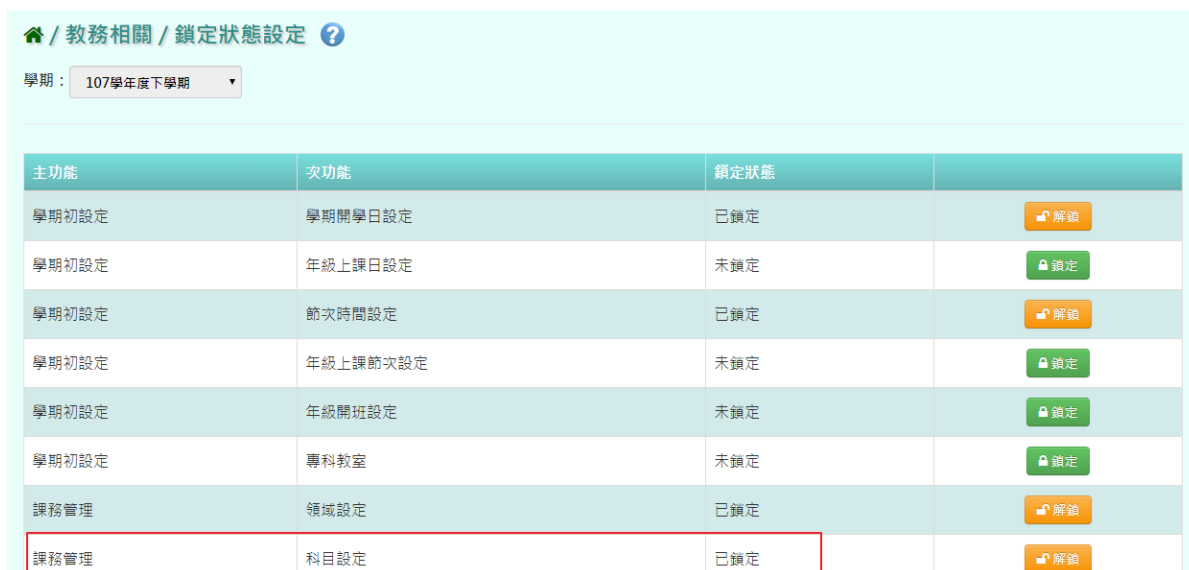 / 教務相關 / 鎖定狀態設定 ?
學期： 107學年度下學期
主功能 次功能 鎖定狀態
學期初設定 學期開學日設定 已鎖定 解鎖
學期初設定 年級上課日設定 未鎖定 鎖定
學期初設定 節次時間設定 已鎖定 解鎖
學期初設定 年級上課節次設定 未鎖定 鎖定
學期初設定 年級開班設定 未鎖定 鎖定
學期初設定 專科教室 未鎖定 鎖定
課務管理 領域設定 已鎖定 解鎖
課務管理 科目設定 已鎖定 解鎖